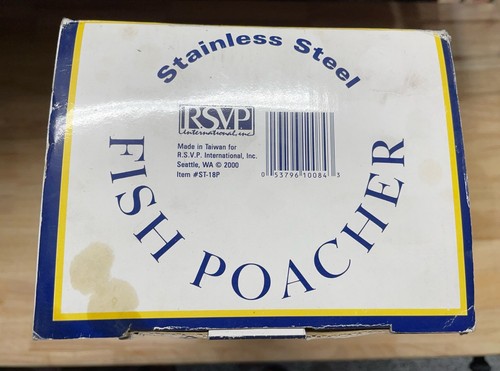 Stainless Steel
RSVP
International, Inc
Made in Taiwan for
R.S.V.P. International, Inc.
Seattle, WA © 2000
Item #ST-18P
0 53796 10084 3
FISH POACHER